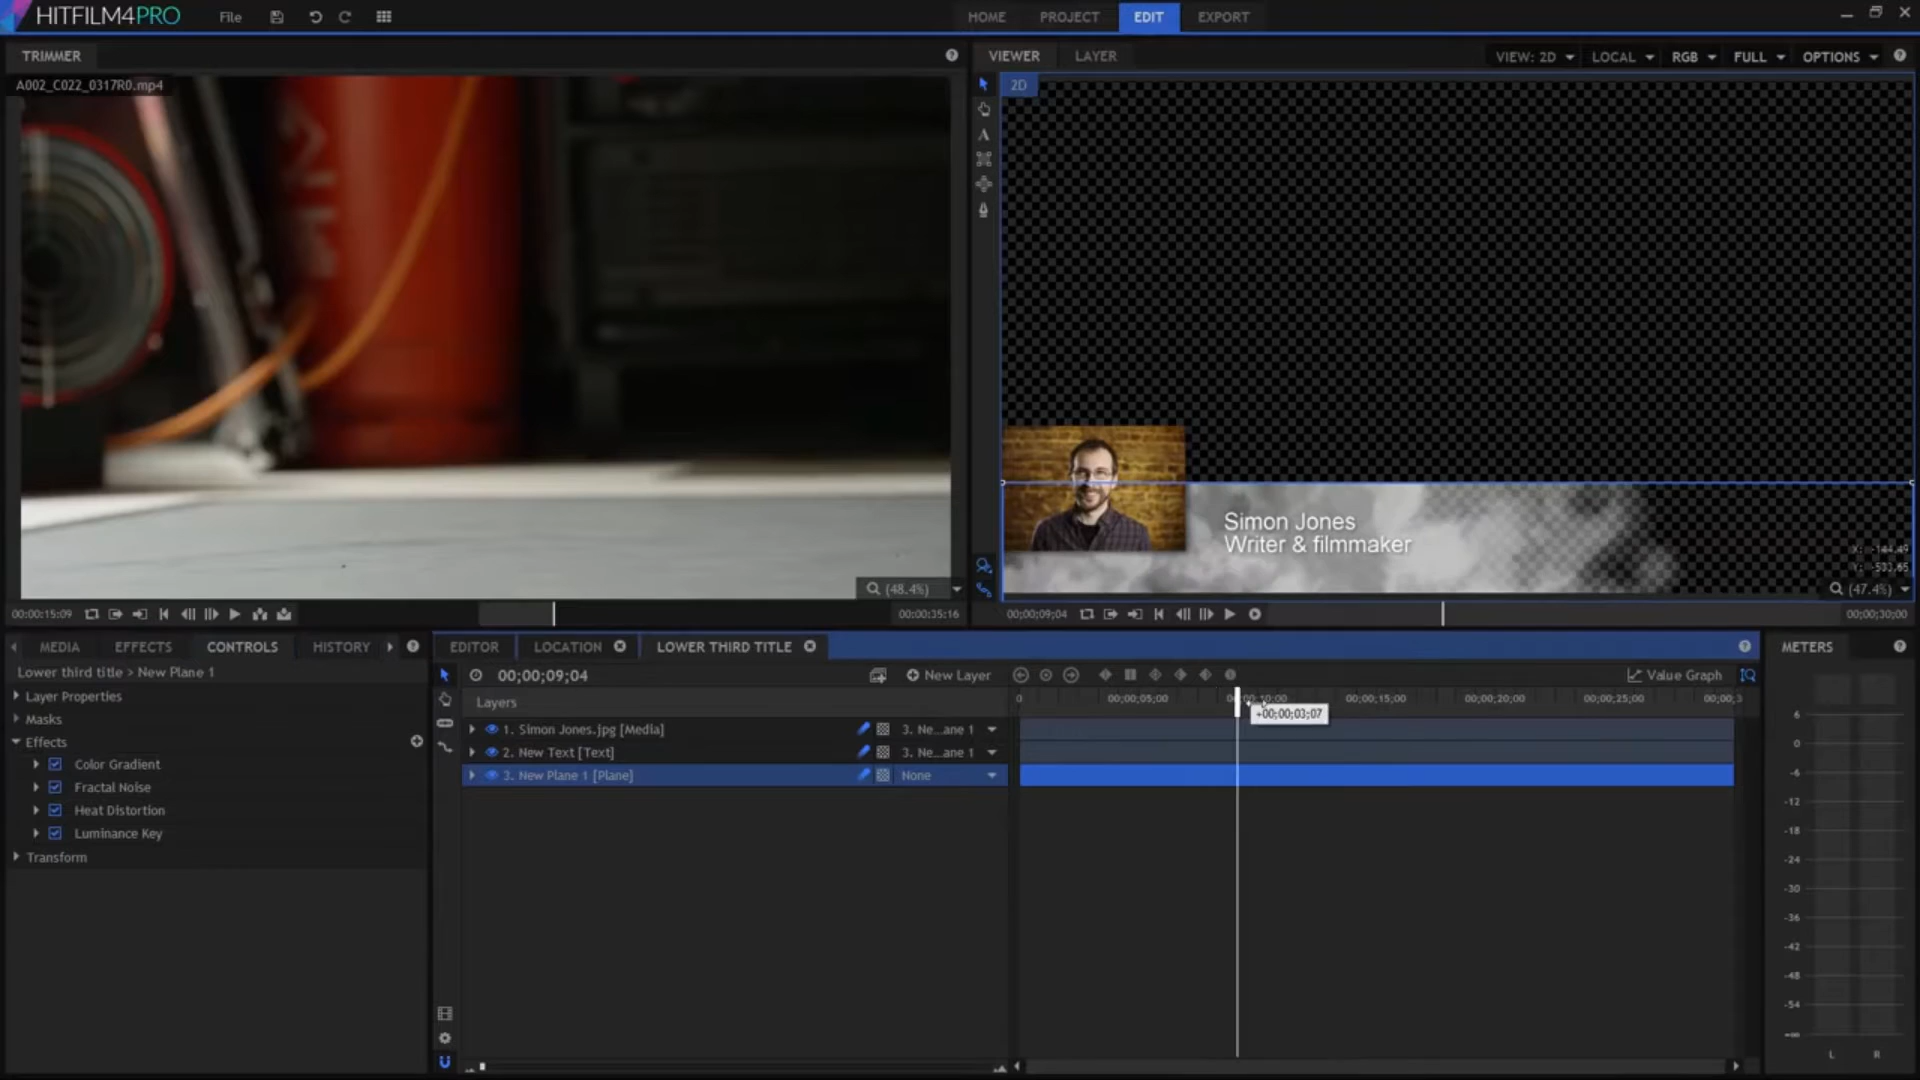 HITFILM4PRO
File
HOME
PROJECT
EDIT
EXPORT
TRIMMER
A002_C022_0317R0.mp4
(48.4%)
00:00:15:09
00:00:35:16
VIEWER
LAYER
VIEW: 2D
LOCAL
RGB
FULL
OPTIONS
2D
Simon Jones
Writer & filmmaker
X: -144.49
Y: -533.65
(47.4%)
00;00;09;04
00;00;30;00
MEDIA
EFFECTS
CONTROLS
HISTORY
Lower third title > New Plane 1
Layer Properties
Masks
Effects
Color Gradient
Fractal Noise
Heat Distortion
Luminance Key
Transform
EDITOR
LOCATION
LOWER THIRD TITLE
00;00;09;04
New Layer
Value Graph
Layers
0
00;00;05;00
00;00;10;00
00;00;15;00
00;00;20;00
00;00;25;00
00;00;3
+00;00;03;07
1. Simon Jones.jpg [Media]
3. Ne...ane 1
2. New Text [Text]
3. Ne...ane 1
3. New Plane 1 [Plane]
None
METERS
6
0
-6
-12
-18
-24
-30
-36
-42
-48
-54
-∞
L
R